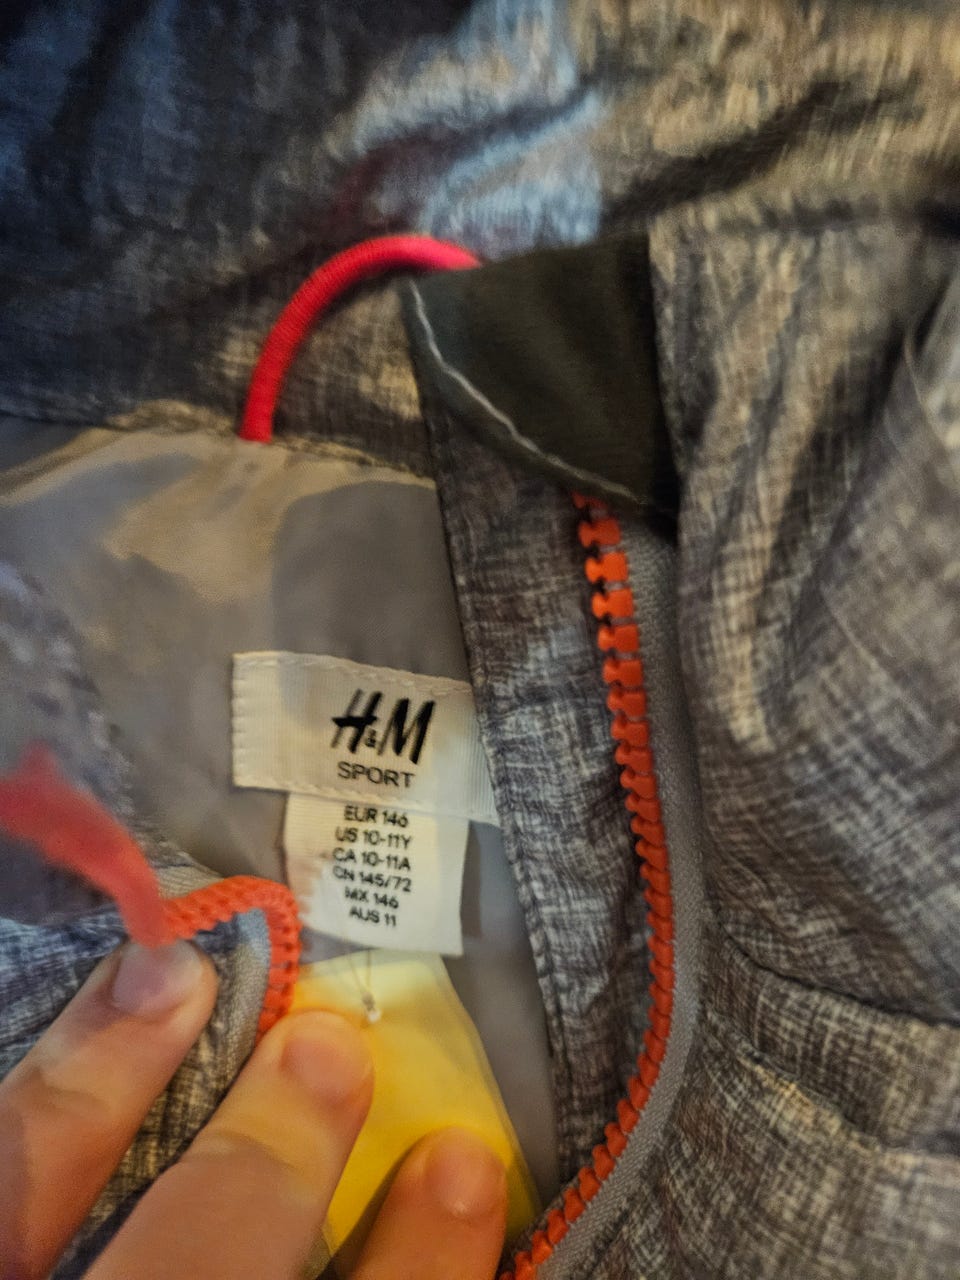 H&M
SPORT
EUR 146
US 10-11Y
CA 10-11A
CN 145/72
MX 146
AUS 11